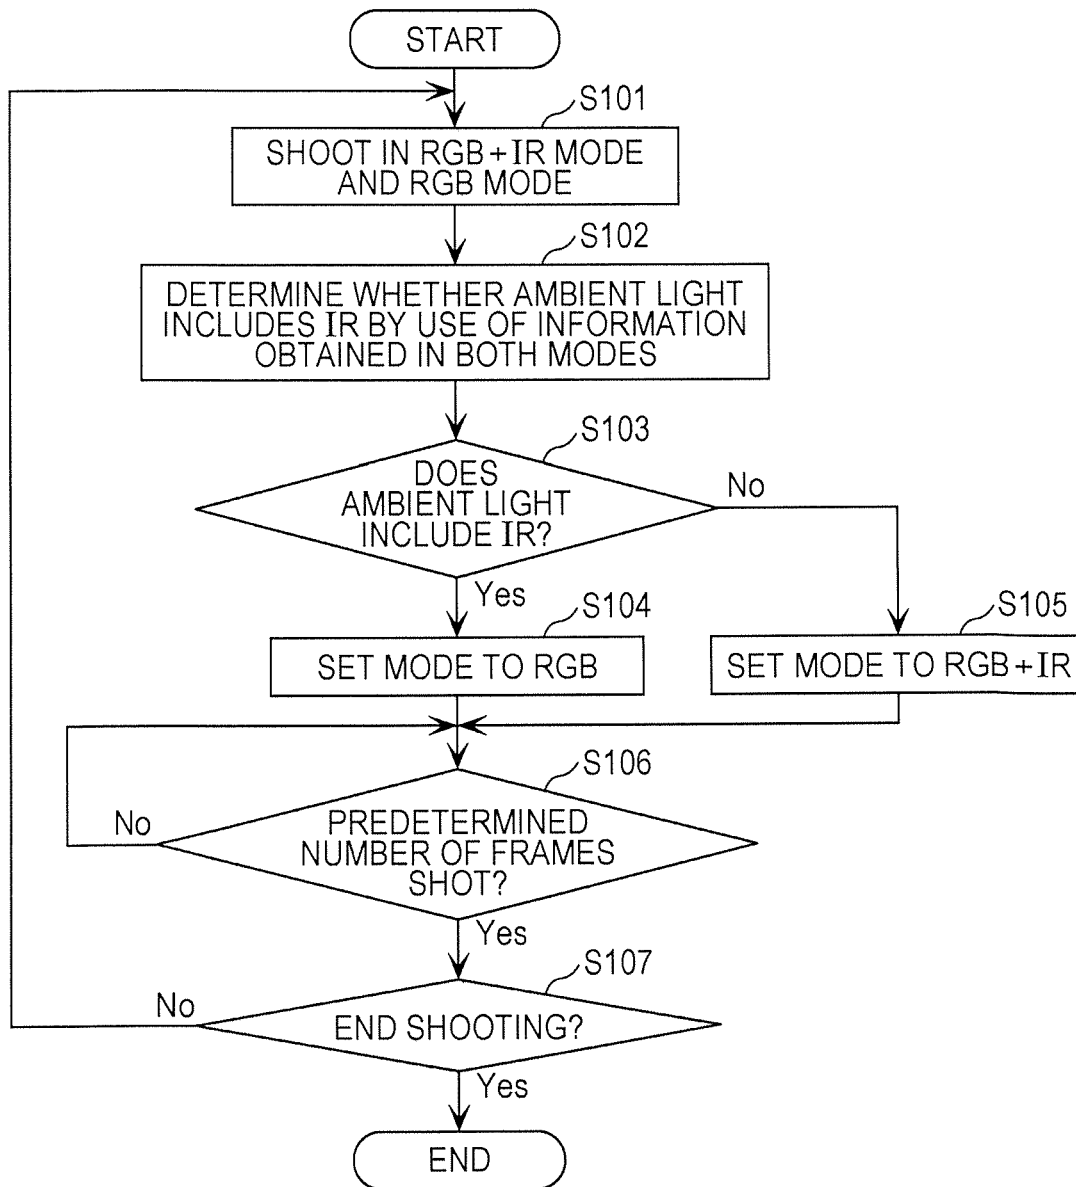 START
S101
SHOOT IN RGB+IR MODE
AND RGB MODE
S102
DETERMINE WHETHER AMBIENT LIGHT
INCLUDES IR BY USE OF INFORMATION
OBTAINED IN BOTH MODES
S103
DOES
AMBIENT LIGHT
INCLUDE IR?
No
Yes
S104
SET MODE TO RGB
S105
SET MODE TO RGB+IR
S106
PREDETERMINED
NUMBER OF FRAMES
SHOT?
No
Yes
S107
END SHOOTING?
No
Yes
END